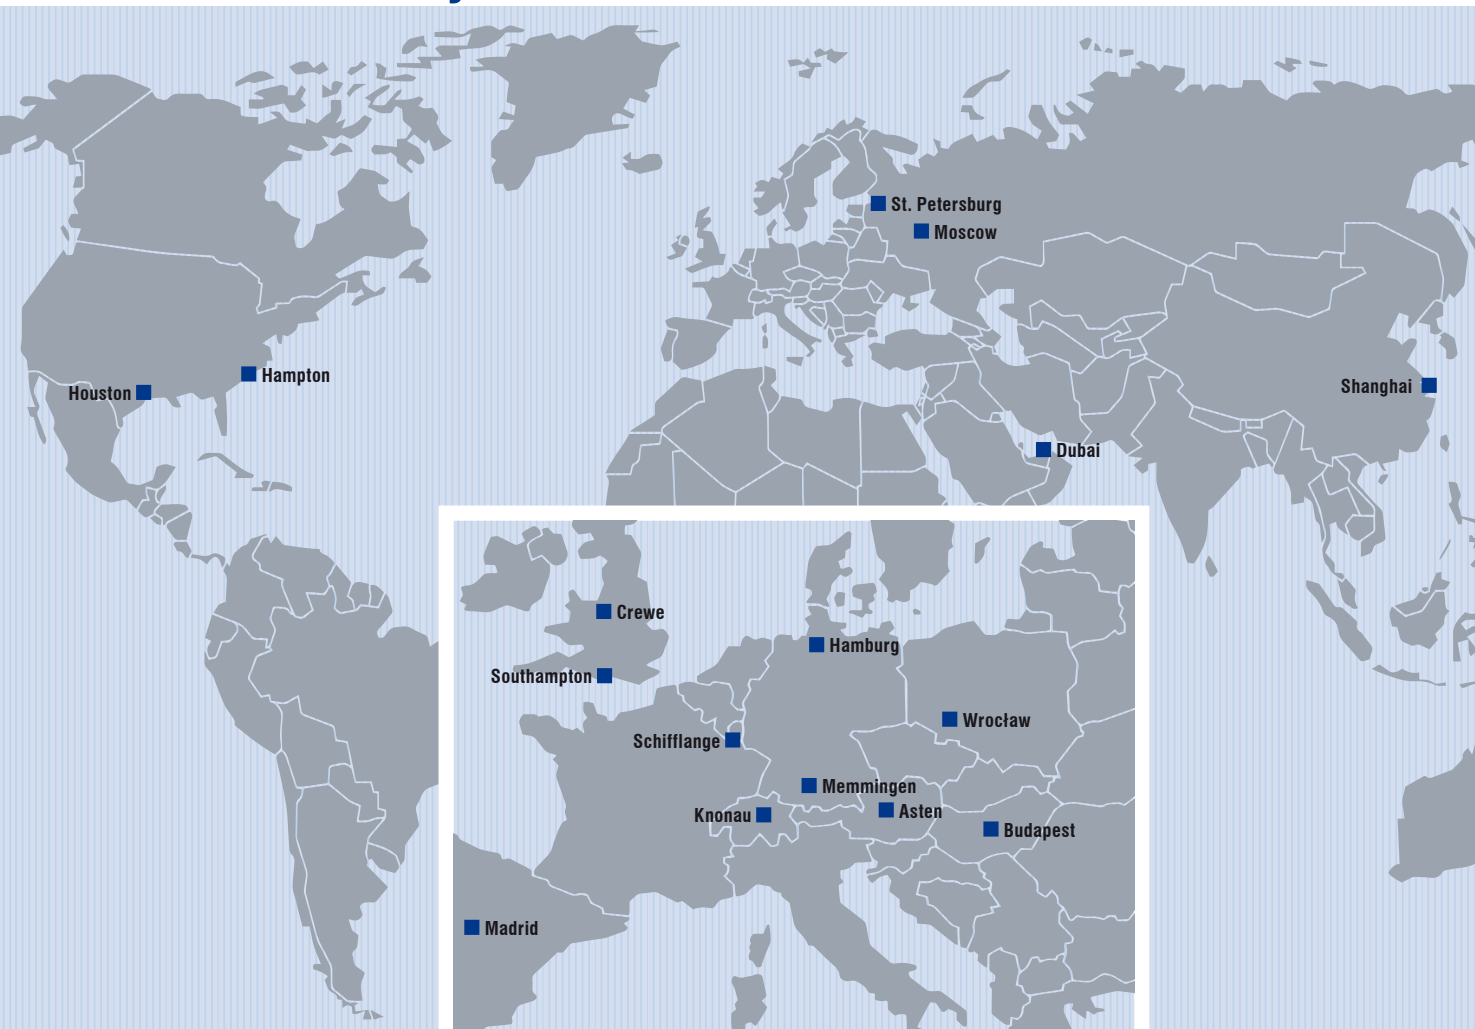 St. Petersburg
Moscow
Hampton
Houston
Shanghai
Dubai
Crewe
Hamburg
Southampton
Wrocław
Schifflange
Memmingen
Knonau
Asten
Budapest
Madrid